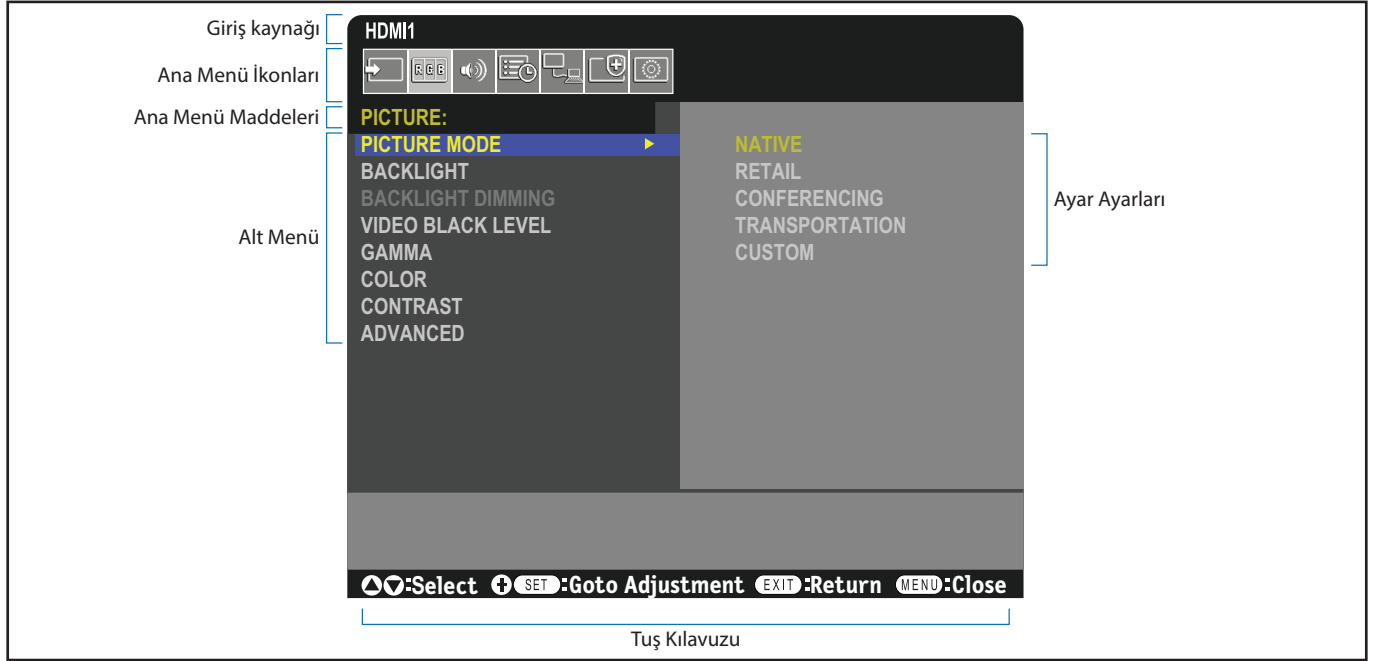 Giriş kaynağı
HDMI1
Ana Menü İkonları
RGB
Ana Menü Maddeleri
PICTURE:
PICTURE MODE
NATIVE
BACKLIGHT
RETAIL
BACKLIGHT DIMMING
CONFERENCING
Ayar Ayarları
VIDEO BLACK LEVEL
TRANSPORTATION
Alt Menü
GAMMA
CUSTOM
COLOR
CONTRAST
ADVANCED
:Select SET :Goto Adjustment EXIT :Return MENU :Close
Tuş Kılavuzu